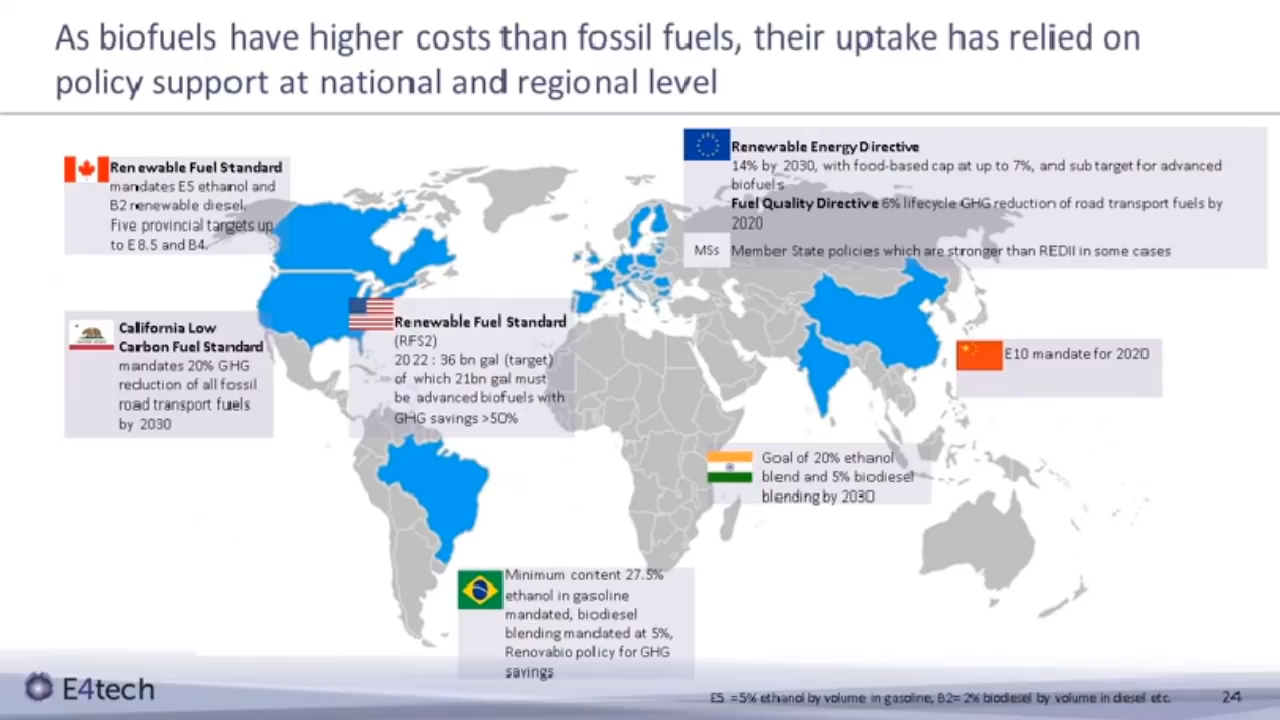 As biofuels have higher costs than fossil fuels, their uptake has relied on
policy support at national and regional level
Renewable Fuel Standard
mandates E5 ethanol and
B2 renewable diesel.
Five provincial targets up
to E8.5 and B4.
Renewable Energy Directive
14% by 2030, with food-based cap at up to 7%, and sub target for advanced
biofuels
Fuel Quality Directive 6% lifecycle GHG reduction of road transport fuels by
2020
MSs
Member State policies which are stronger than REDII in some cases
California Low
Carbon Fuel Standard
mandates 20% GHG
reduction of all fossil
road transport fuels
by 2030
Renewable Fuel Standard
(RFS2)
2022 : 36 bn gal (target)
of which 21bn gal must
be advanced biofuels with
GHG savings >50%
E10 mandate for 2020
Goal of 20% ethanol
blend and 5% biodiesel
blending by 2030
Minimum content 27.5%
ethanol in gasoline
mandated, biodiesel
blending mandated at 5%,
Renovabio policy for GHG
savings
E4tech
E5 =5% ethanol by volume in gasoline, B2= 2% biodiesel by volume in diesel etc.
24